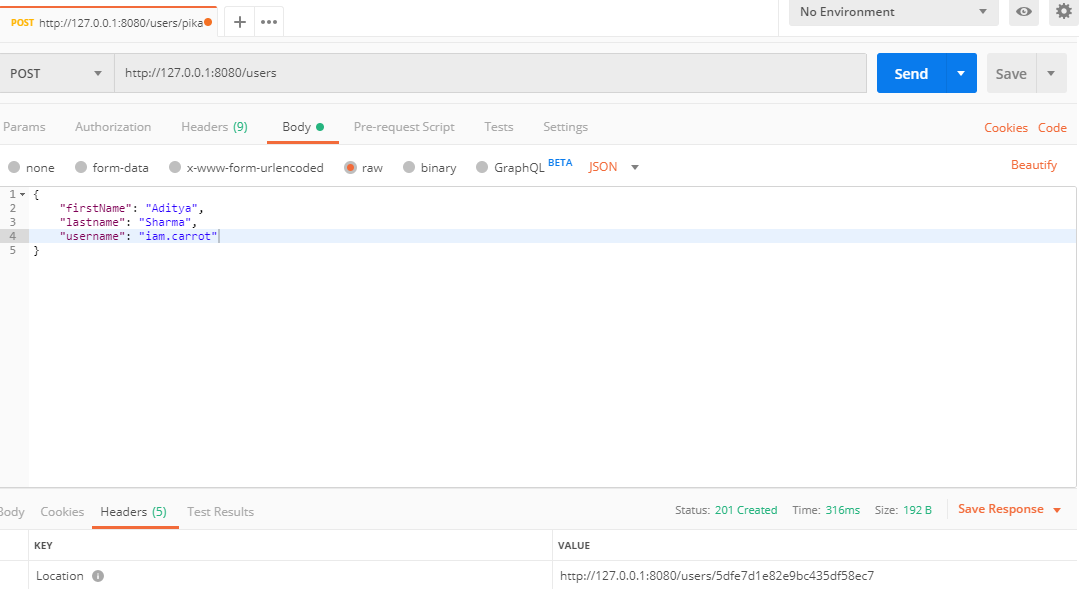 POST http://127.0.0.1:8080/users/pika
No Environment
POST http://127.0.0.1:8080/users Send Save
Params Authorization Headers (9) Body Pre-request Script Tests Settings Cookies Code
none form-data x-www-form-urlencoded raw binary GraphQL BETA JSON Beautify
1 {
2 "firstName": "Aditya",
3 "lastname": "Sharma",
4 "username": "iam.carrot"
5 }
Body Cookies Headers (5) Test Results Status: 201 Created Time: 316ms Size: 192 B Save Response
KEY VALUE
Location http://127.0.0.1:8080/users/5dfe7d1e82e9bc435df58ec7